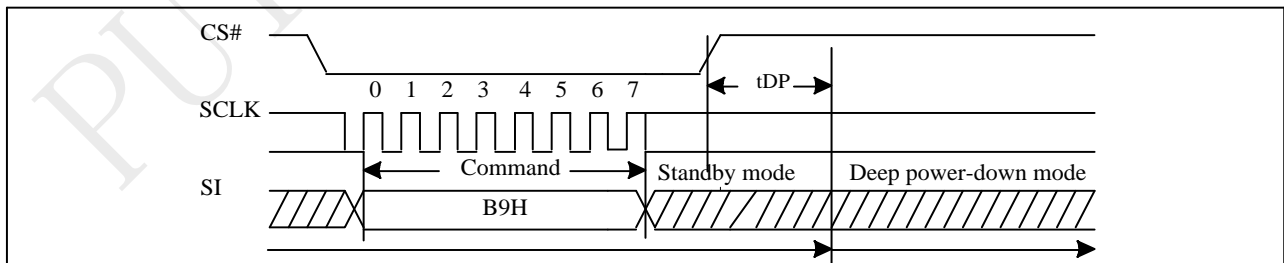 CS#
tDP
0 1 2 3 4 5 6 7
SCLK
Command
Standby mode
Deep power-down mode
SI
B9H
PU